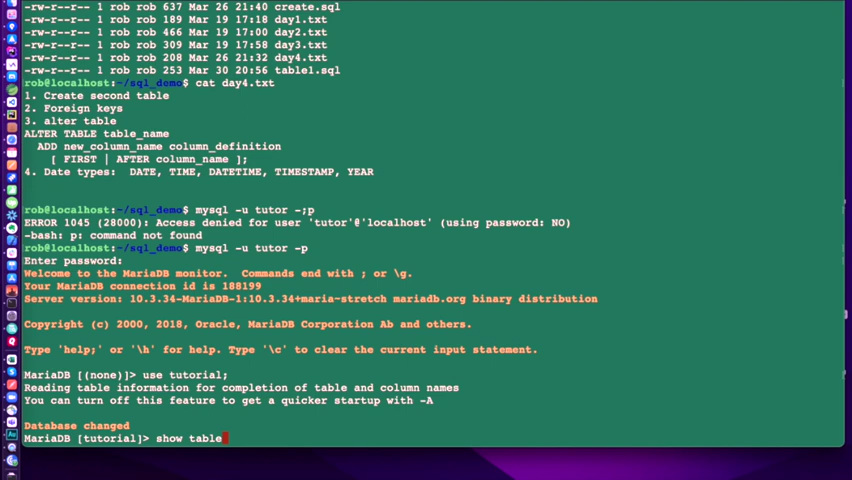 -rw-r--r-- 1 rob rob 637 Mar 26 21:40 create.sql
-rw-r--r-- 1 rob rob 189 Mar 19 17:18 day1.txt
-rw-r--r-- 1 rob rob 466 Mar 19 17:00 day2.txt
-rw-r--r-- 1 rob rob 309 Mar 19 17:58 day3.txt
-rw-r--r-- 1 rob rob 208 Mar 26 21:32 day4.txt
-rw-r--r-- 1 rob rob 253 Mar 30 20:56 table1.sql
rob@localhost:~/sql_demo$ cat day4.txt
1. Create second table
2. Foreign keys
3. alter table
ALTER TABLE table_name
ADD new_column_name column_definition
[ FIRST | AFTER column_name ];
4. Date types:  DATE, TIME, DATETIME, TIMESTAMP, YEAR
rob@localhost:~/sql_demo$ mysql -u tutor -;p
ERROR 1045 (28000): Access denied for user 'tutor'@'localhost' (using password: NO)
-bash: p: command not found
rob@localhost:~/sql_demo$ mysql -u tutor -p
Enter password:
Welcome to the MariaDB monitor.  Commands end with ; or \g.
Your MariaDB connection id is 188199
Server version: 10.3.34-MariaDB-1:10.3.34+maria~stretch mariadb.org binary distribution
Copyright (c) 2000, 2018, Oracle, MariaDB Corporation Ab and others.
Type 'help;' or '\h' for help. Type '\c' to clear the current input statement.
MariaDB [(none)]> use tutorial;
Reading table information for completion of table and column names
You can turn off this feature to get a quicker startup with -A
Database changed
MariaDB [tutorial]> show table